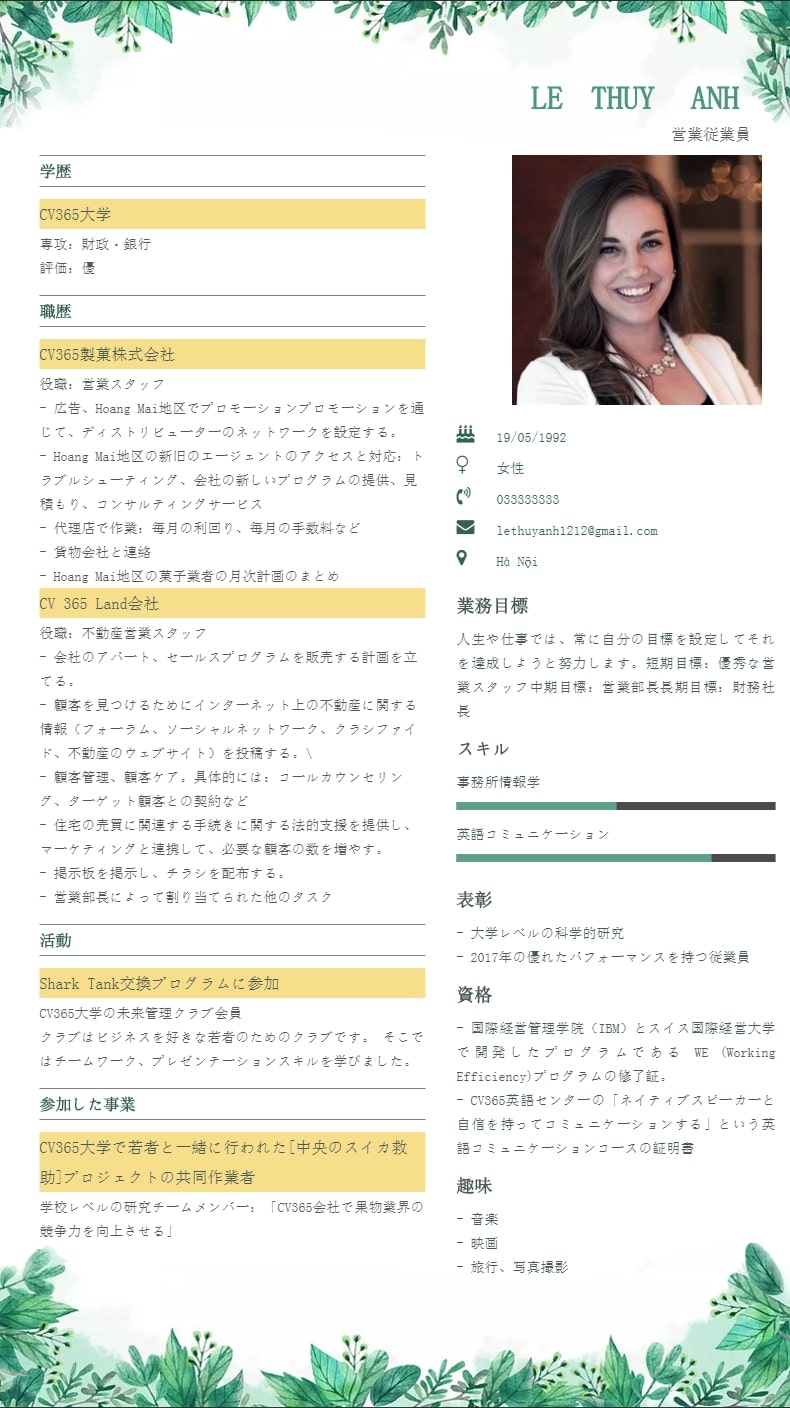 LE THUY ANH
営業従業員
学歴
CV365大学
専攻: 財政・銀行
評価: 優
職歴
CV365製菓株式会社
役職: 営業スタッフ
- 広告、Hoang Mai地区でプロモーションプロモーションを通
じて、ディストリビューターのネットワークを設定する。
- Hoang Mai地区の新旧のエージェントのアクセスと対応: ト
ラブルシューティング、会社の新しいプログラムの提供、見
積もり、コンサルティングサービス
- 代理店で作業: 毎月の利回り、毎月の手数料など
- 貨物会社と連絡
- Hoang Mai地区の菓子業者の月次計画のまとめ
CV 365 Land会社
役職: 不動産営業スタッフ
- 会社のアパート、セールスプログラムを販売する計画を立
てる。
- 顧客を見つけるためにインターネット上の不動産に関する
情報（フォーラム、ソーシャルネットワーク、クラシファイ
ド、不動産のウェブサイト）を投稿する。\
- 顧客管理、顧客ケア。具体的には: コールカウンセリン
グ、ターゲット顧客との契約など
- 住宅の売買に関連する手続きに関する法的支援を提供し、
マーケティングと連携して、必要な顧客の数を増やす。
- 掲示板を掲示し、チラシを配布する。
- 営業部長によって割り当てられた他のタスク
活動
Shark Tank交換プログラムに参加
CV365大学の未来管理クラブ会員
クラブはビジネスを好きな若者のためのクラブです。 そこで
はチームワーク、プレゼンテーションスキルを学びました。
参加した事業
CV365大学で若者と一緒に行われた[中央のスイカ救
助]プロジェクトの共同作業者
学校レベルの研究チームメンバー: 「CV365会社で果物業界の
競争力を向上させる」
19/05/1992
女性
033333333
lethuyanh1212@gmail.com
Hà Nội
業務目標
人生や仕事では、常に自分の目標を設定してそれ
を達成しようと努力します。短期目標: 優秀な営
業スタッフ中期目標: 営業部長長期目標: 財務社
長
スキル
事務所情報学
英語コミュニケーション
表彰
- 大学レベルの科学的研究
- 2017年の優れたパフォーマンスを持つ従業員
資格
- 国際経営管理学院（IBM）とスイス国際経営大学
で開発したプログラムである WE (Working
Efficiency)プログラムの修了証。
- CV365英語センターの「ネイティブスピーカーと
自信を持ってコミュニケーションする」という英
語コミュニケーションコースの証明書
趣味
- 音楽
- 映画
- 旅行、写真撮影